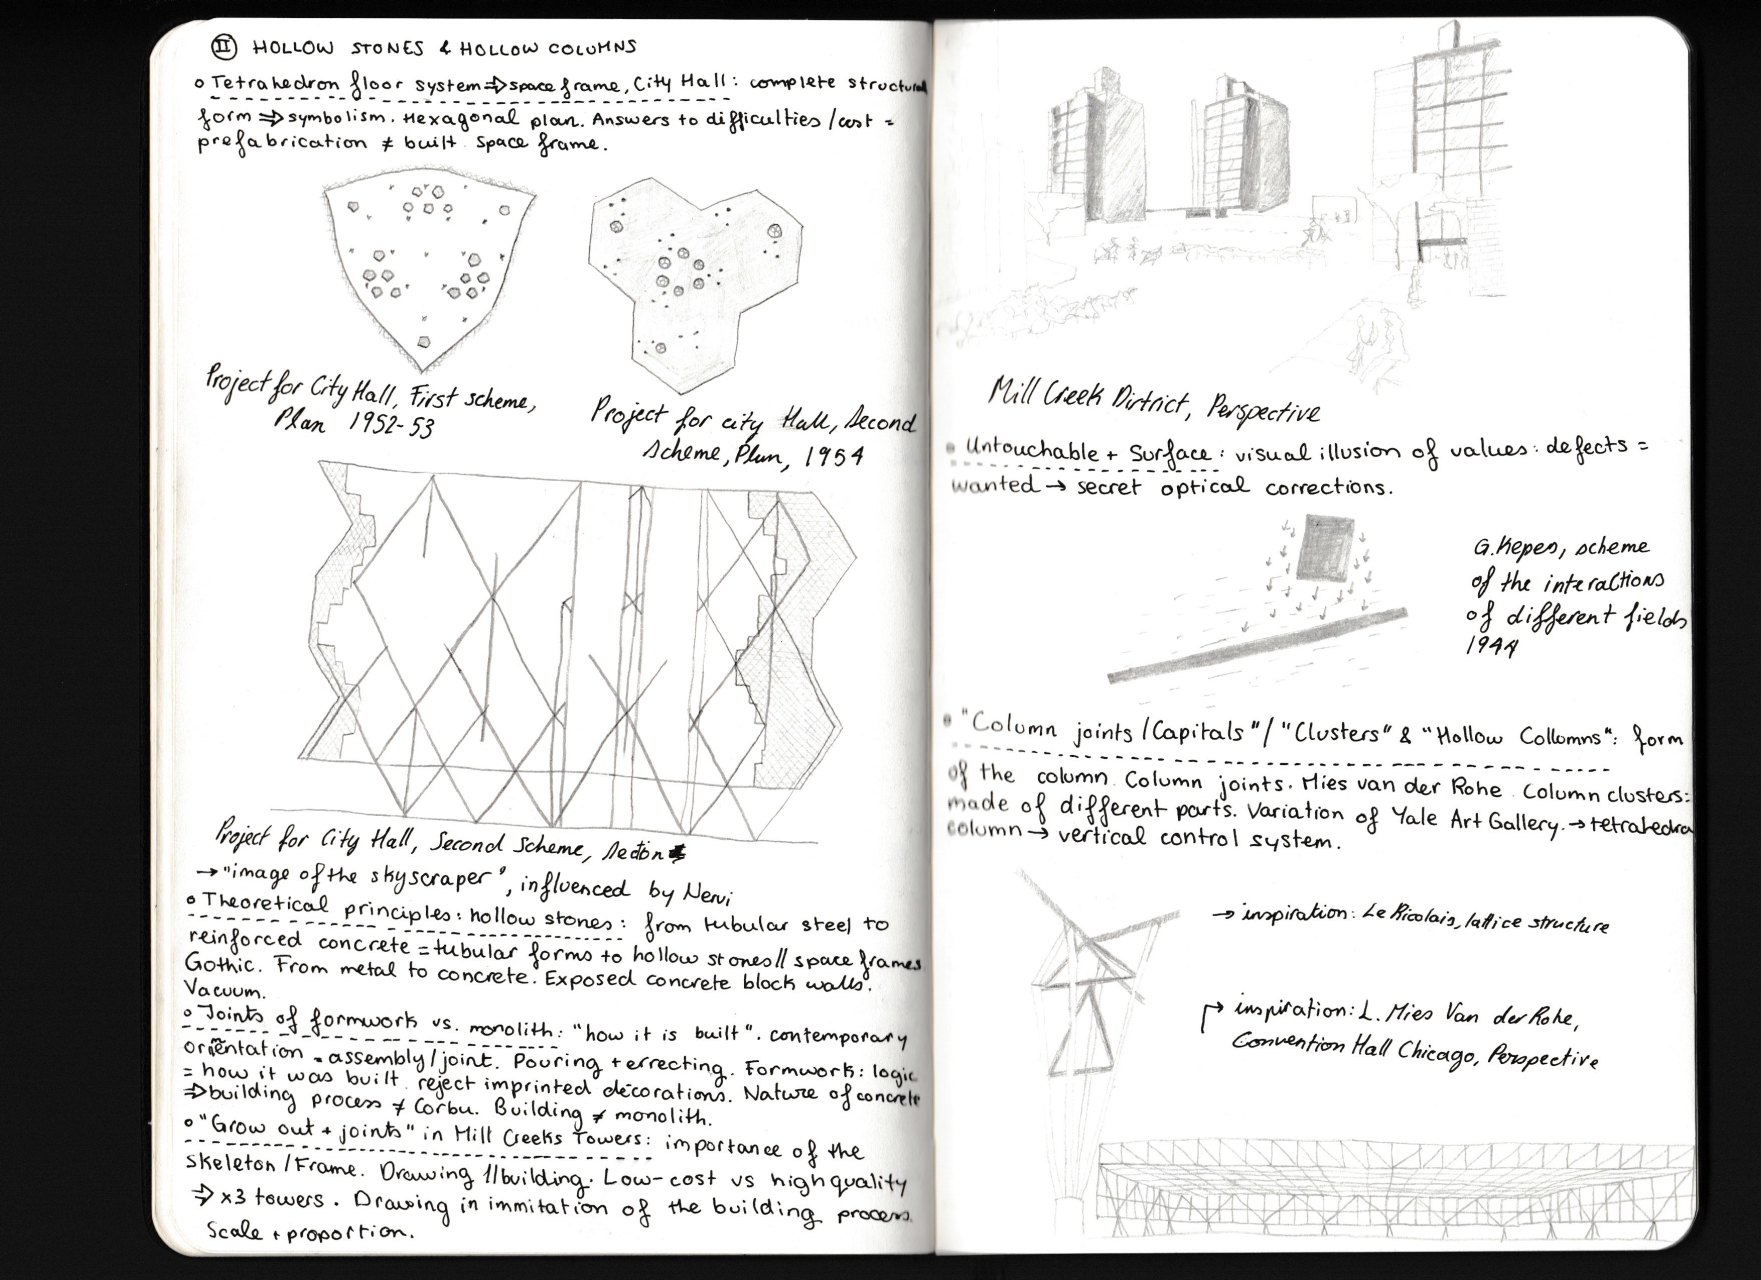 II HOLLOW STONES & HOLLOW COLUMNS
o Tetrahedron floor system ⇒ space frame, City Hall: complete structural
form ⇒ symbolism. Hexagonal plan. Answers to difficulties / cost =
prefabrication ≠ built space frame.
Project for City Hall, First scheme,
Plan 1952-53
Project for city Hall, Second
Scheme, Plan, 1954
Project for City Hall, Second Scheme, Section
→ "image of the skyscraper", influenced by Nervi
o Theoretical principles: hollow stones: from tubular steel to
reinforced concrete = tubular forms to hollow stones // space frames
Gothic. From metal to concrete. Exposed concrete block walls.
Vacuum.
o Joints of formwork vs. monolith: "how it is built". contemporary
orientation = assembly/joint. Pouring + errecting. Formwork: logic
= how it was built. reject imprinted decorations. Nature of concrete
⇒ building process ≠ Corbu. Building ≠ monolith.
o "Grow out + joints" in Mill Creeks Towers: importance of the
skeleton / Frame. Drawing // building. Low-cost vs high quality
⇒ x3 towers. Drawing in immitation of the building process.
Scale + proportion.
Mill Creek District, Perspective
o Untouchable + Surface: visual illusion of values: defects =
wanted → secret optical corrections.
G. Kepes, scheme
of the interactions
of different fields
1944
o "Column joints / Capitals" / "Clusters" & "Hollow Collomns": form
of the column. Column joints. Mies van der Rohe. Column clusters:
made of different parts. Variation of Yale Art Gallery. → tetrahedra
column → vertical control system.
→ inspiration: Le Ricolais, lattice structure
inspiration: L. Mies Van der Rohe,
Convention Hall Chicago, Perspective